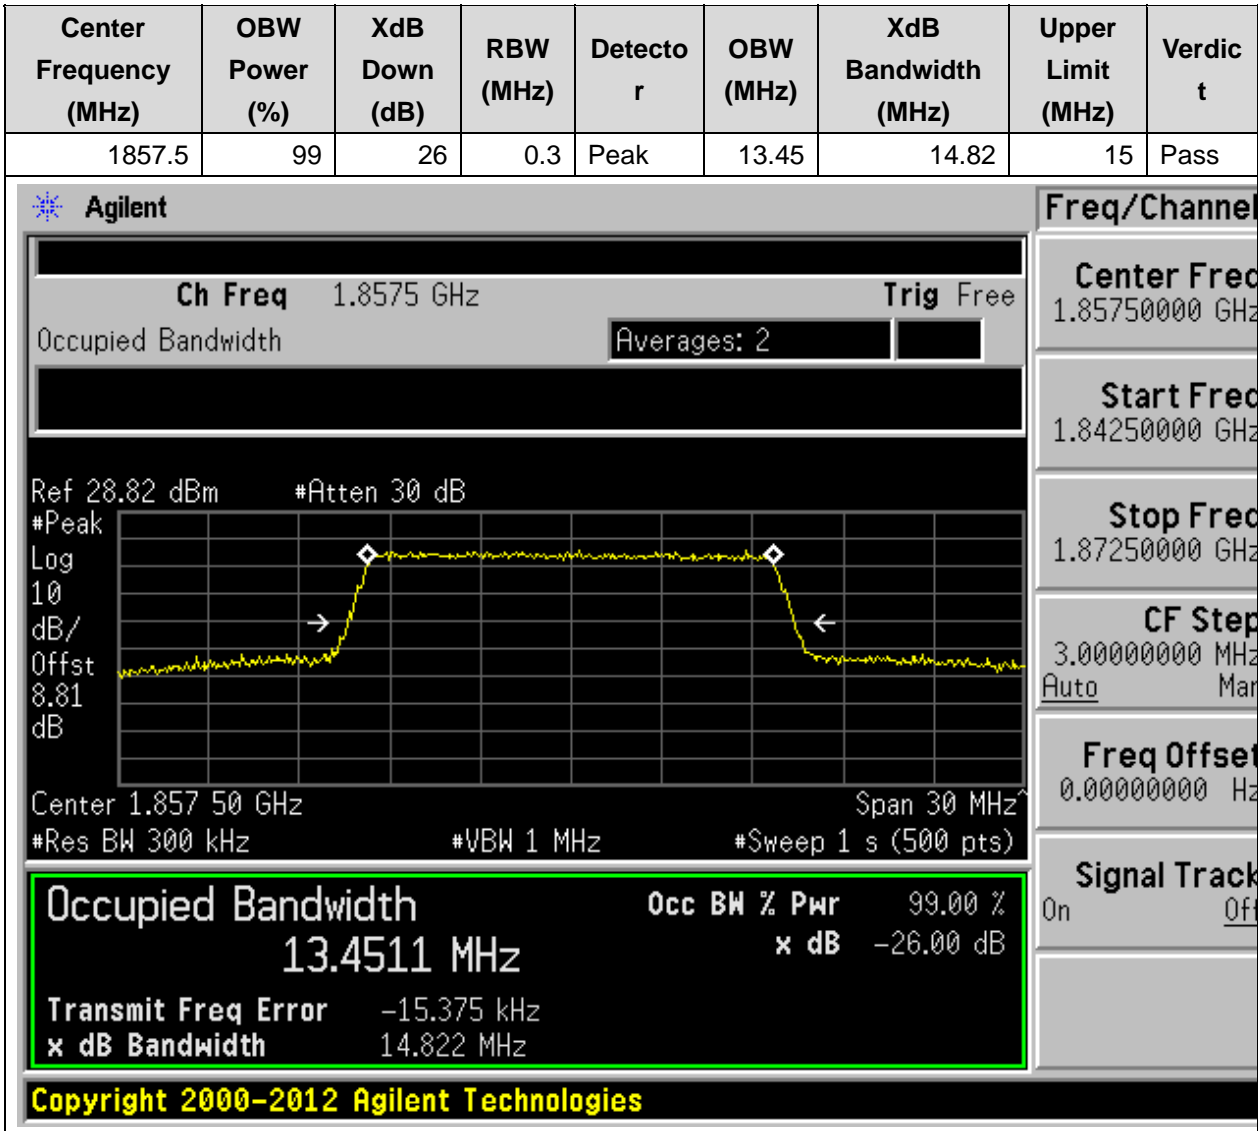 Center Frequency (MHz) OBW Power (%) XdB Down (dB) RBW (MHz) Detector OBW (MHz) XdB Bandwidth (MHz) Upper Limit (MHz) Verdict
1857.5 99 26 0.3 Peak 13.45 14.82 15 Pass
Agilent
Freq/Channel
Ch Freq 1.8575 GHz Trig Free
Occupied Bandwidth Averages: 2
Center Freq
1.85750000 GHz
Start Freq
1.84250000 GHz
Stop Freq
1.87250000 GHz
CF Step
3.00000000 MHz
Auto Man
Freq Offset
0.00000000 Hz
Signal Track
On Off
Ref 28.82 dBm #Atten 30 dB
#Peak
Log
10
dB/
Offst
8.81
dB
Center 1.857 50 GHz Span 30 MHz^
#Res BW 300 kHz #VBW 1 MHz #Sweep 1 s (500 pts)
Occupied Bandwidth Occ BW % Pwr 99.00 %
13.4511 MHz x dB -26.00 dB
Transmit Freq Error -15.375 kHz
x dB Bandwidth 14.822 MHz
Copyright 2000-2012 Agilent Technologies